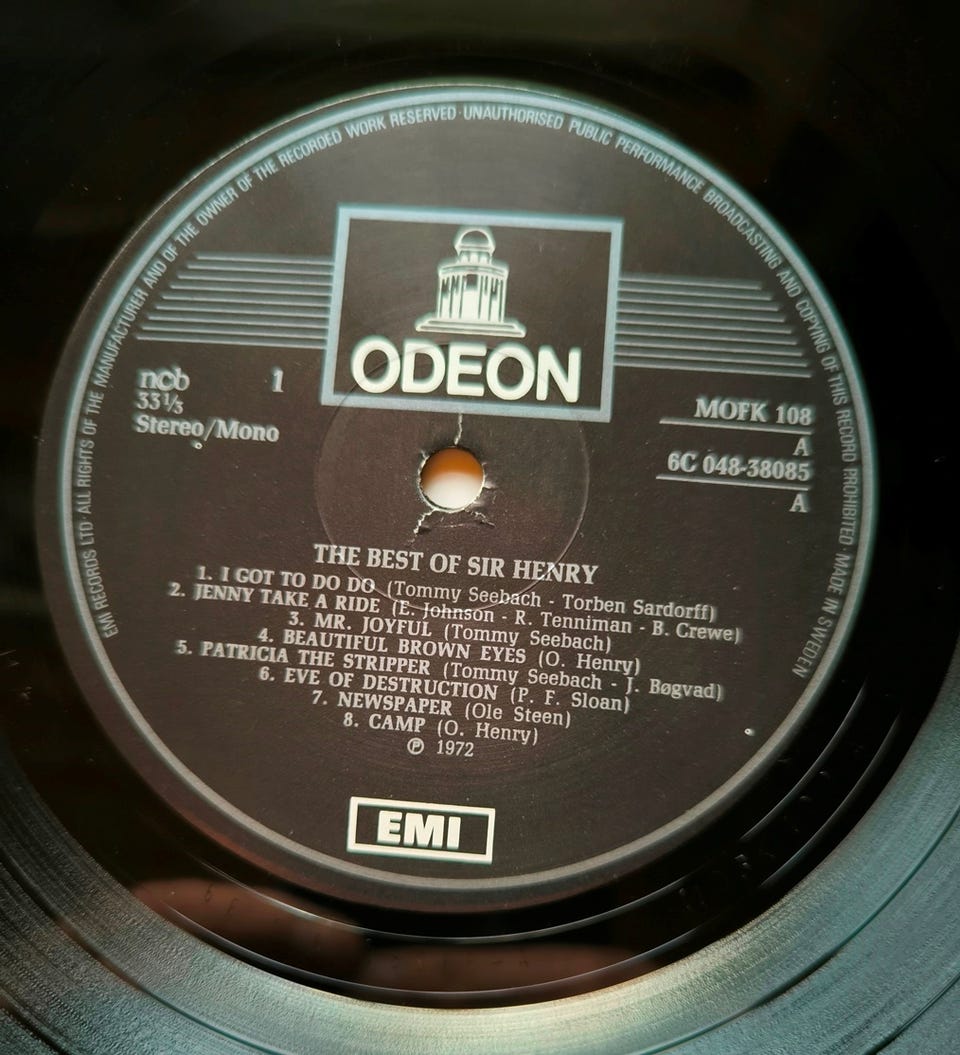 EMI RECORDS LTD · ALL RIGHTS OF THE MANUFACTURER AND OF THE OWNER OF THE RECORDED WORK RESERVED · UNAUTHORISED PUBLIC PERFORMANCE BROADCASTING AND COPYING OF THIS RECORD PROHIBITED · MADE IN SWEDEN
ODEON
ncb 1
33 1/3
Stereo/Mono
MOFK 108
A
6C 048-38085
A
THE BEST OF SIR HENRY
1. I GOT TO DO DO (Tommy Seebach - Torben Sardorff)
2. JENNY TAKE A RIDE (E. Johnson - R. Tenniman - B. Crewe)
3. MR. JOYFUL (Tommy Seebach)
4. BEAUTIFUL BROWN EYES (O. Henry)
5. PATRICIA THE STRIPPER (Tommy Seebach - J. Bøgvad)
6. EVE OF DESTRUCTION (P. F. Sloan)
7. NEWSPAPER (Ole Steen)
8. CAMP (O. Henry)
℗ 1972
EMI